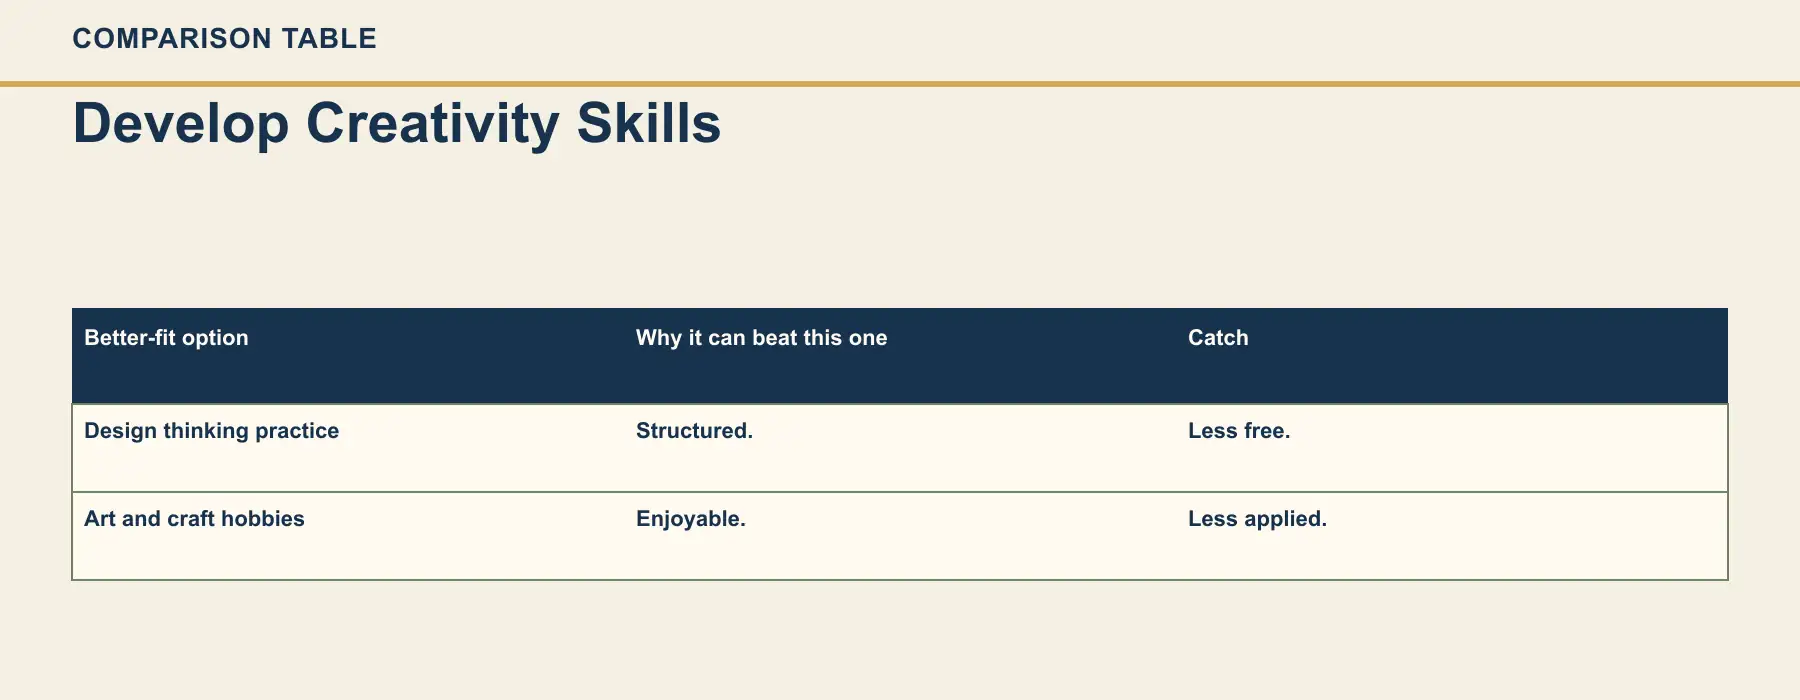 COMPARISON TABLE
Develop Creativity Skills
Better-fit option Why it can beat this one Catch
Design thinking practice Structured. Less free.
Art and craft hobbies Enjoyable. Less applied.